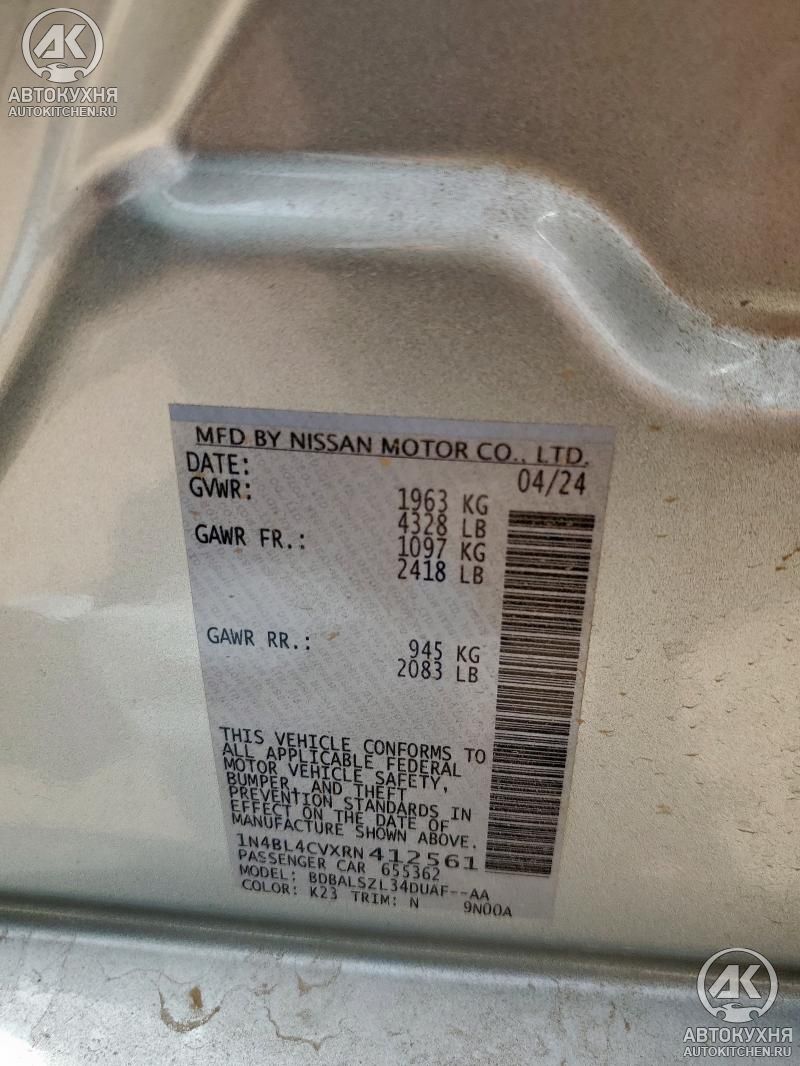 AK
АВТОКУХНЯ
AUTOKITCHEN.RU
MFD BY NISSAN MOTOR CO., LTD.
DATE: 04/24
GVWR: 1963 KG
4328 LB
GAWR FR.: 1097 KG
2418 LB
GAWR RR.: 945 KG
2083 LB
THIS VEHICLE CONFORMS TO
ALL APPLICABLE FEDERAL
MOTOR VEHICLE SAFETY,
BUMPER, AND THEFT
PREVENTION STANDARDS IN
EFFECT ON THE DATE OF
MANUFACTURE SHOWN ABOVE.
1N4BL4CVXRN412561
PASSENGER CAR 655362
MODEL: BDBALSZL34DUAF--AA
COLOR: K23 TRIM: N 9N00A
AK
АВТОКУХНЯ
AUTOKITCHEN.RU